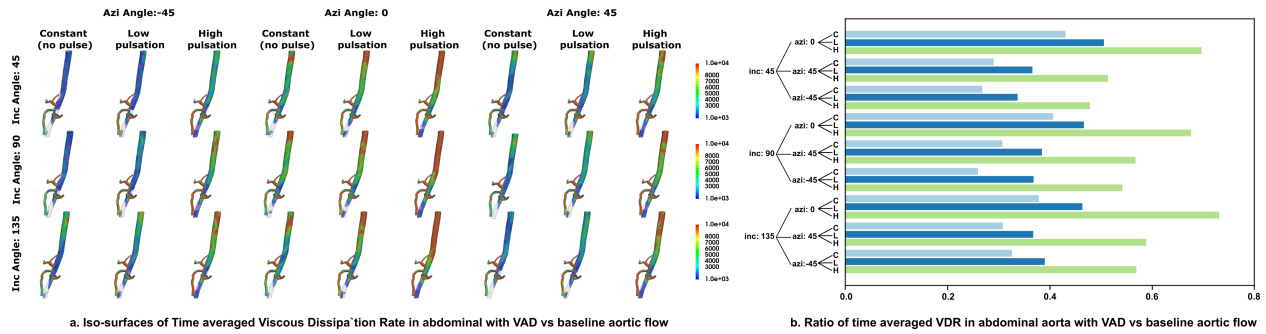 Azi Angle:-45
Azi Angle: 0
Azi Angle: 45
Constant
(no pulse)
Low
pulsation
High
pulsation
Constant
(no pulse)
Low
pulsation
High
pulsation
Constant
(no pulse)
Low
pulsation
High
pulsation
Inc Angle: 45
1.0e+04
8000
7000
6000
5000
4000
3000
1.0e+03
Inc Angle: 90
1.0e+04
8000
7000
6000
5000
4000
3000
1.0e+03
Inc Angle: 135
1.0e+04
8000
7000
6000
5000
4000
3000
1.0e+03
a. Iso-surfaces of Time averaged Viscous Dissipa`tion Rate in abdominal with VAD vs baseline aortic flow
inc: 45
azi: 0
C
L
H
azi: 45
C
L
H
azi:-45
C
L
H
inc: 90
azi: 0
C
L
H
azi: 45
C
L
H
azi:-45
C
L
H
inc: 135
azi: 0
C
L
H
azi: 45
C
L
H
azi:-45
C
L
H
0.0 0.2 0.4 0.6 0.8
b. Ratio of time averaged VDR in abdominal aorta with VAD vs baseline aortic flow